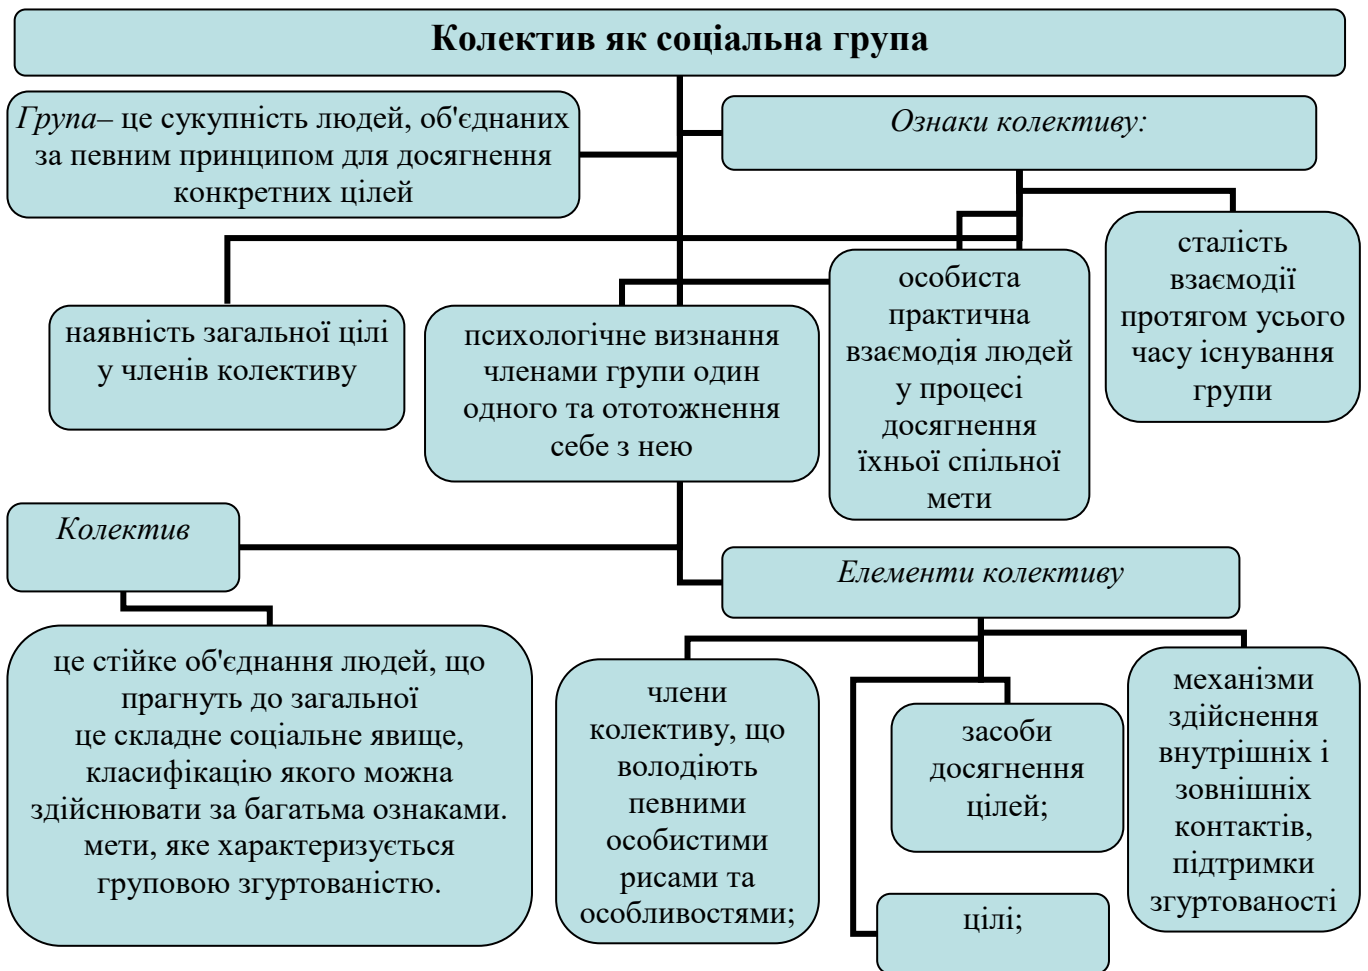 Колектив як соціальна група
Група– це сукупність людей, об'єднаних
за певним принципом для досягнення
конкретних цілей
Ознаки колективу:
наявність загальної цілі
у членів колективу
психологічне визнання
членами групи один
одного та ототожнення
себе з нею
особиста
практична
взаємодія людей
у процесі
досягнення
їхньої спільної
мети
сталість
взаємодії
протягом усього
часу існування
групи
Колектив
це стійке об'єднання людей, що
прагнуть до загальної
це складне соціальне явище,
класифікацію якого можна
здійснювати за багатьма ознаками.
мети, яке характеризується
груповою згуртованістю.
Елементи колективу
члени
колективу, що
володіють
певними
особистими
рисами та
особливостями;
цілі;
засоби
досягнення
цілей;
механізми
здійснення
внутрішніх і
зовнішніх
контактів,
підтримки
згуртованості